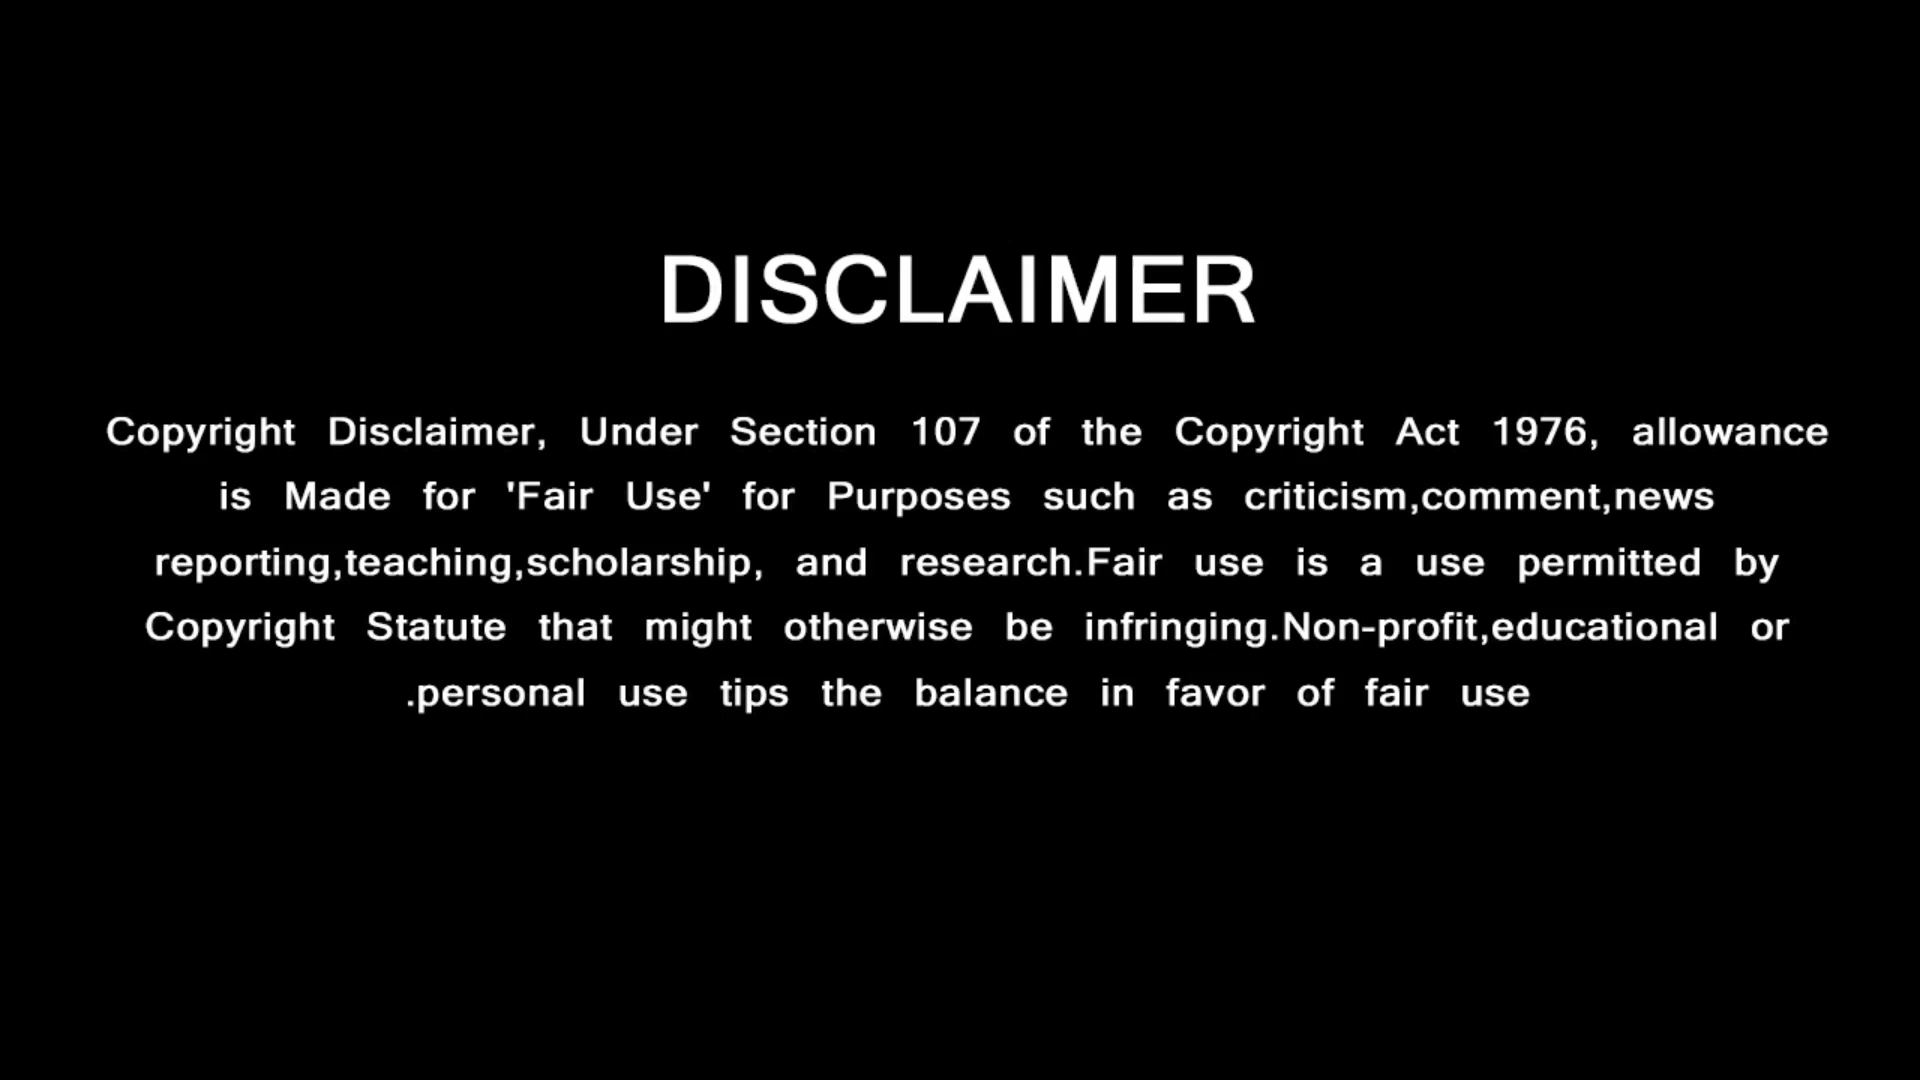 DISCLAIMER
Copyright Disclaimer, Under Section 107 of the Copyright Act 1976, allowance
is Made for 'Fair Use' for Purposes such as criticism,comment,news
reporting,teaching,scholarship, and research.Fair use is a use permitted by
Copyright Statute that might otherwise be infringing.Non-profit,educational or
.personal use tips the balance in favor of fair use